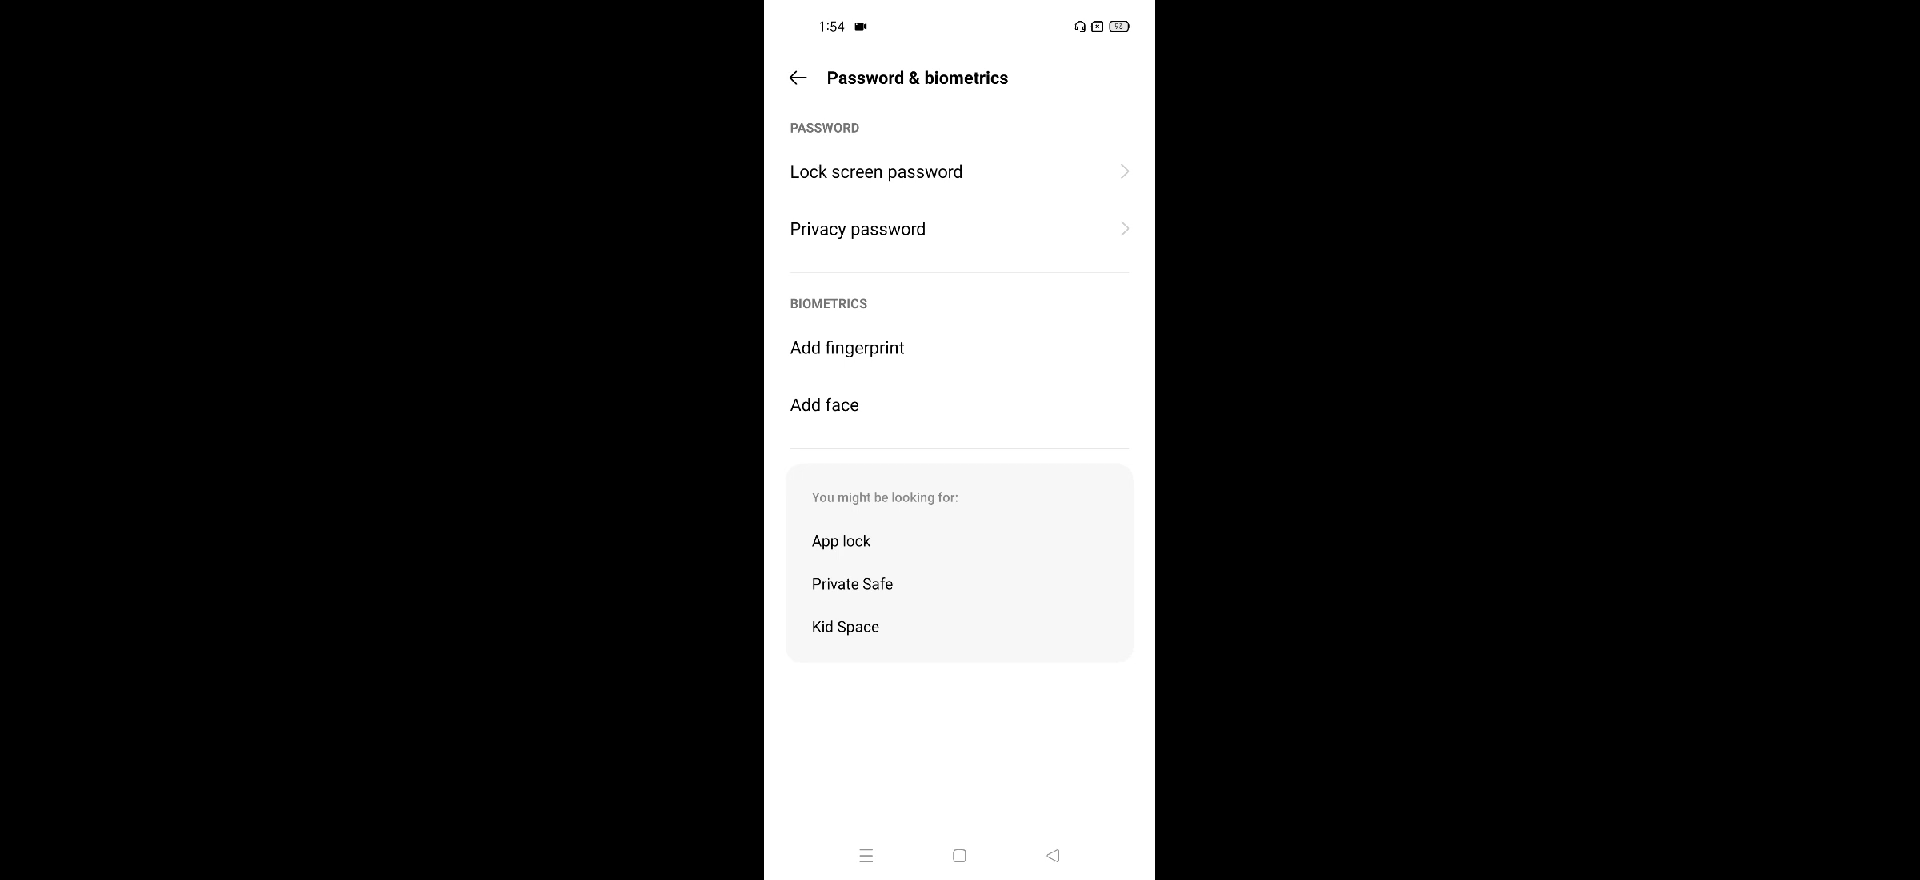 1:54
52
Password & biometrics
PASSWORD
Lock screen password
Privacy password
BIOMETRICS
Add fingerprint
Add face
You might be looking for:
App lock
Private Safe
Kid Space